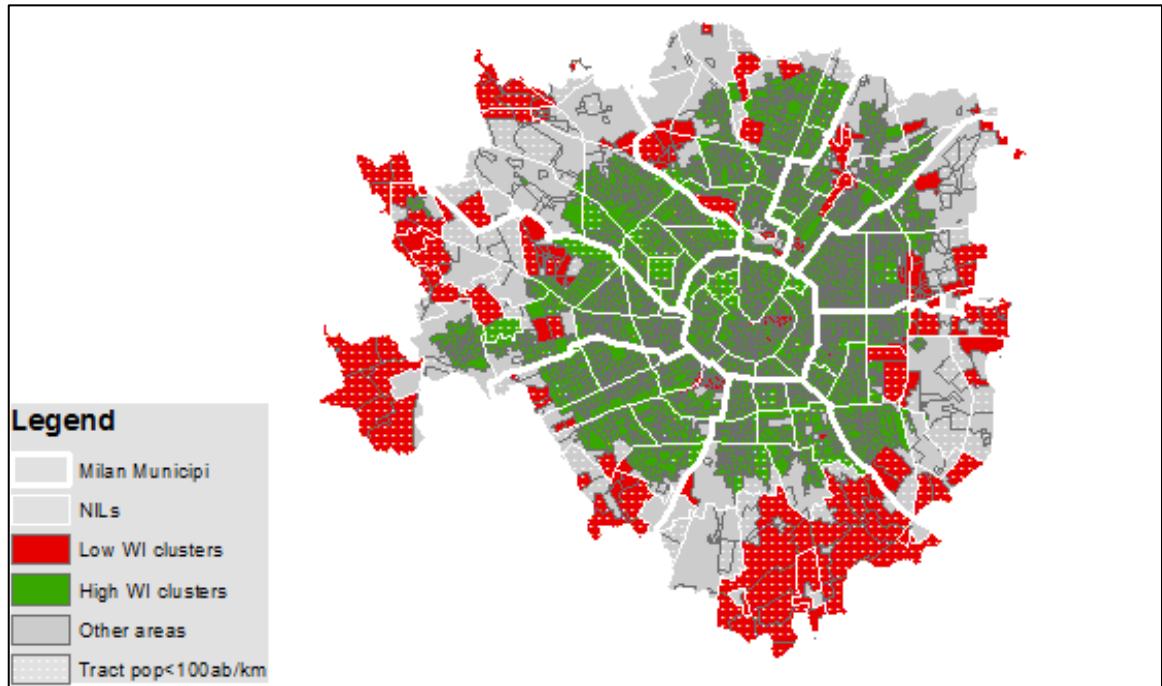 Legend
Milan Municipi
NILs
Low WI clusters
High WI clusters
Other areas
Tract pop<100ab/km